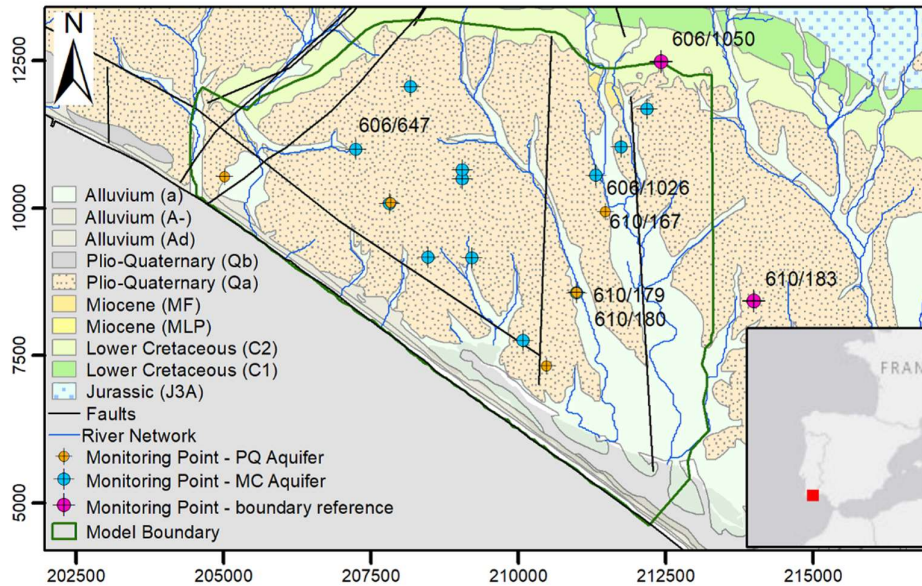 N
606/1050
12500
606/647
606/1026
10000
610/167
610/183
610/179
610/180
7500
5000
Alluvium (a)
Alluvium (A-)
Alluvium (Ad)
Plio-Quaternary (Qb)
Plio-Quaternary (Qa)
Miocene (MF)
Miocene (MLP)
Lower Cretaceous (C2)
Lower Cretaceous (C1)
Jurassic (J3A)
Faults
River Network
Monitoring Point - PQ Aquifer
Monitoring Point - MC Aquifer
Monitoring Point - boundary reference
Model Boundary
FRAN
202500 205000 207500 210000 212500 215000